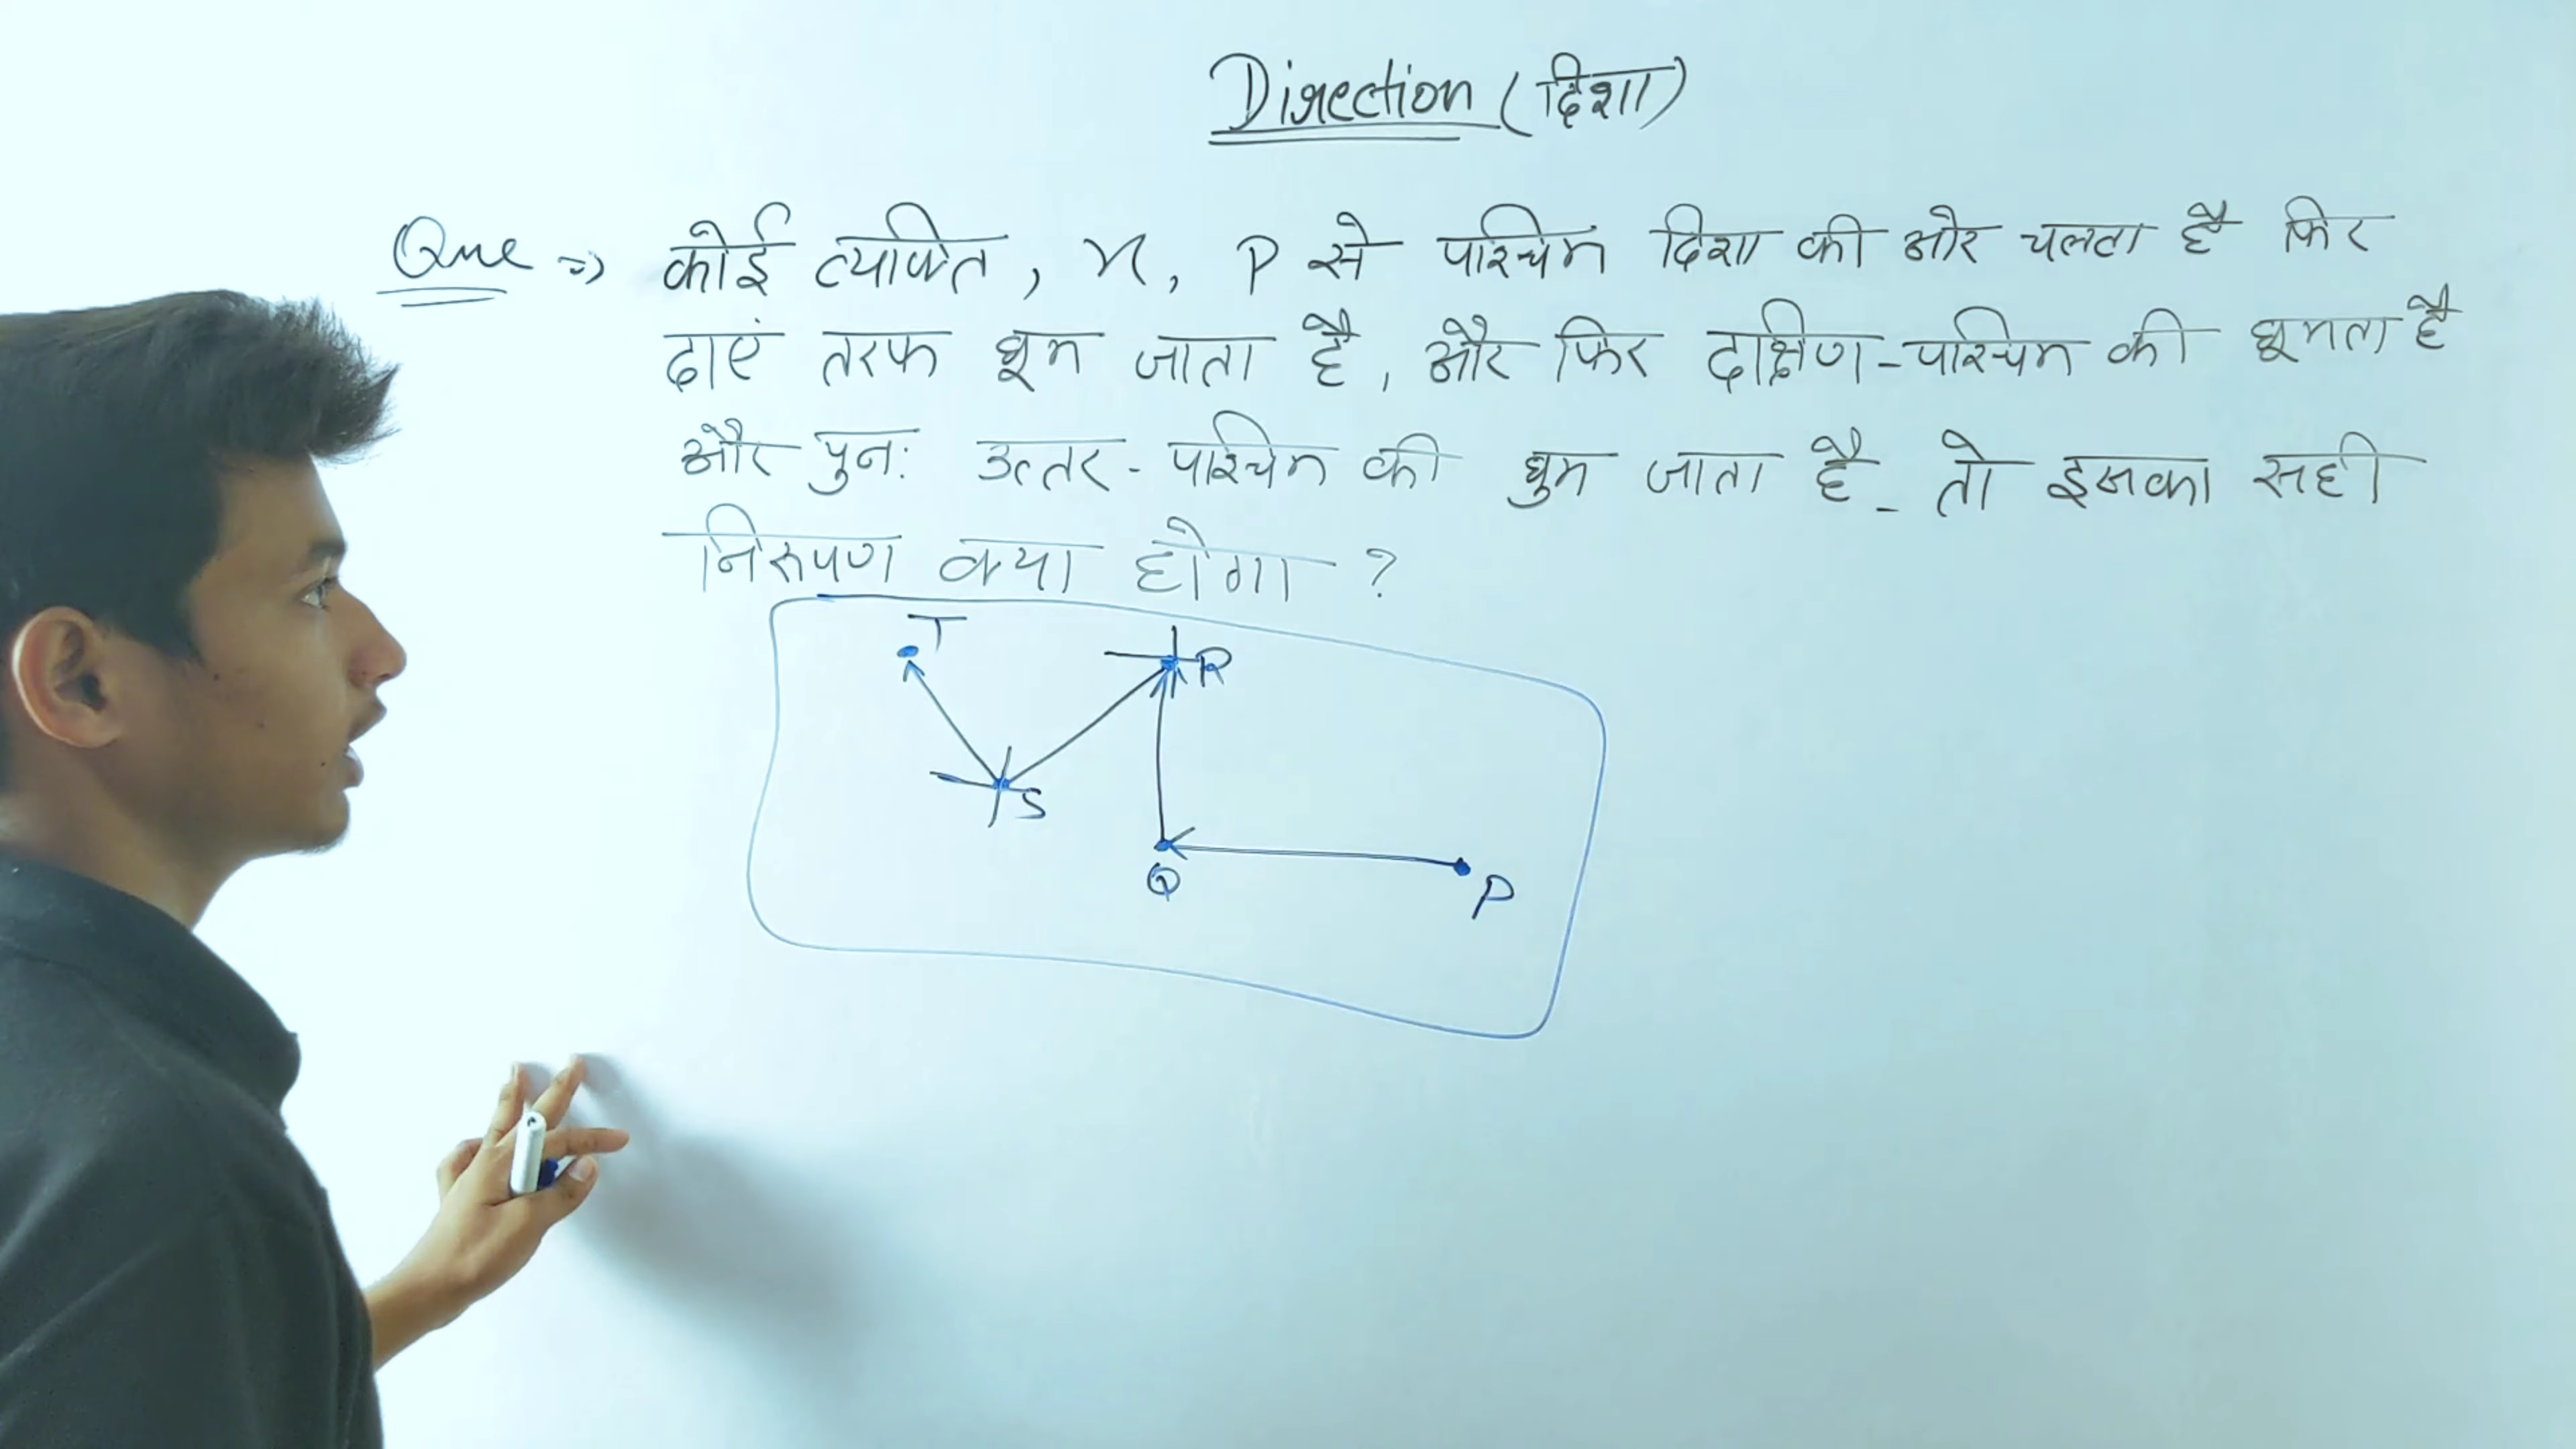 Direction (दिशा)
Que => कोई व्यक्ति, x, P से पश्चिम दिशा की ओर चलता है फिर
दाएं तरफ घूम जाता है, और फिर दक्षिण-पश्चिम की घूमता है
और पुन: उत्तर-पश्चिम की घुम जाता है - तो इसका सही
निरूपण क्या होगा ?
T
R
S
Q
P